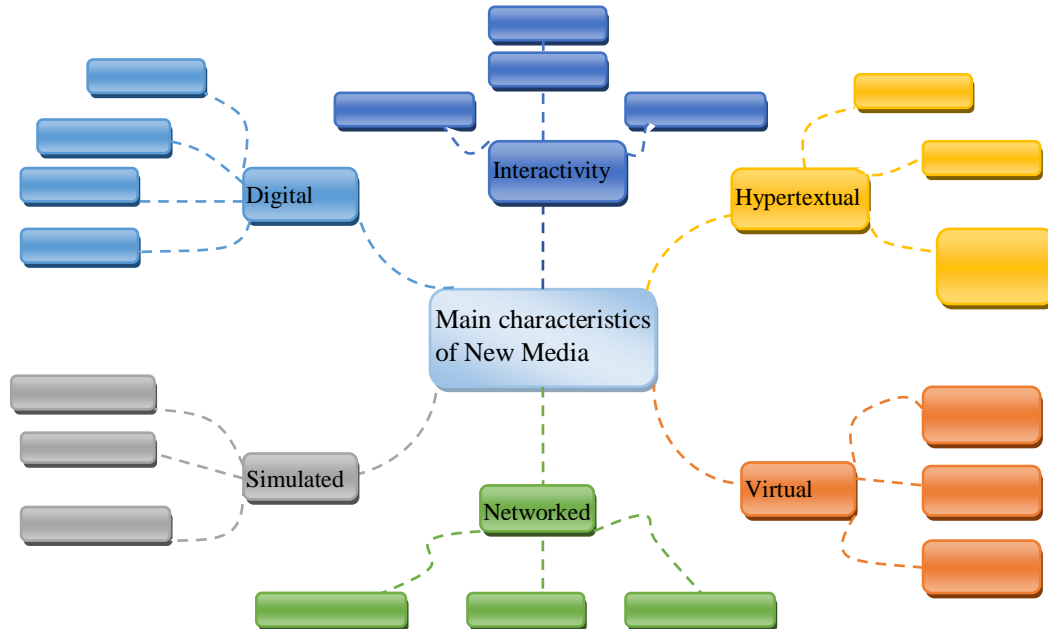 Interactivity
Digital
Hypertextual
Main characteristics
of New Media
Simulated
Virtual
Networked